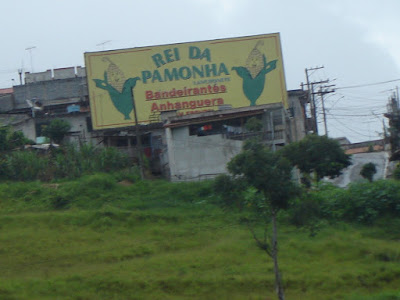 REI DA
PAMONHA
Bandeirantes
Anhanguera